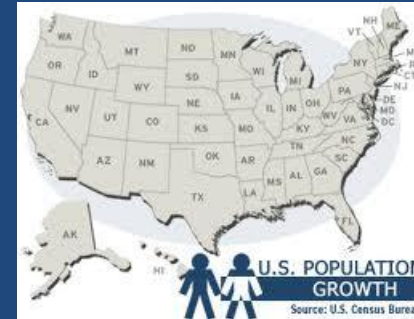 NH
ME
VT
WA
MT
ND
MN
OR
ID
SD
WI
MI
NY
WY
IA
PA
NJ
NE
NV
UT
CO
IL
IN
OH
DE
MD
DC
WV
VA
CA
KS
MO
KY
NC
TN
OK
AR
SC
AZ
NM
MS
AL
GA
TX
LA
FL
AK
HI
U.S. POPULATION
GROWTH
Source: U.S. Census Burea